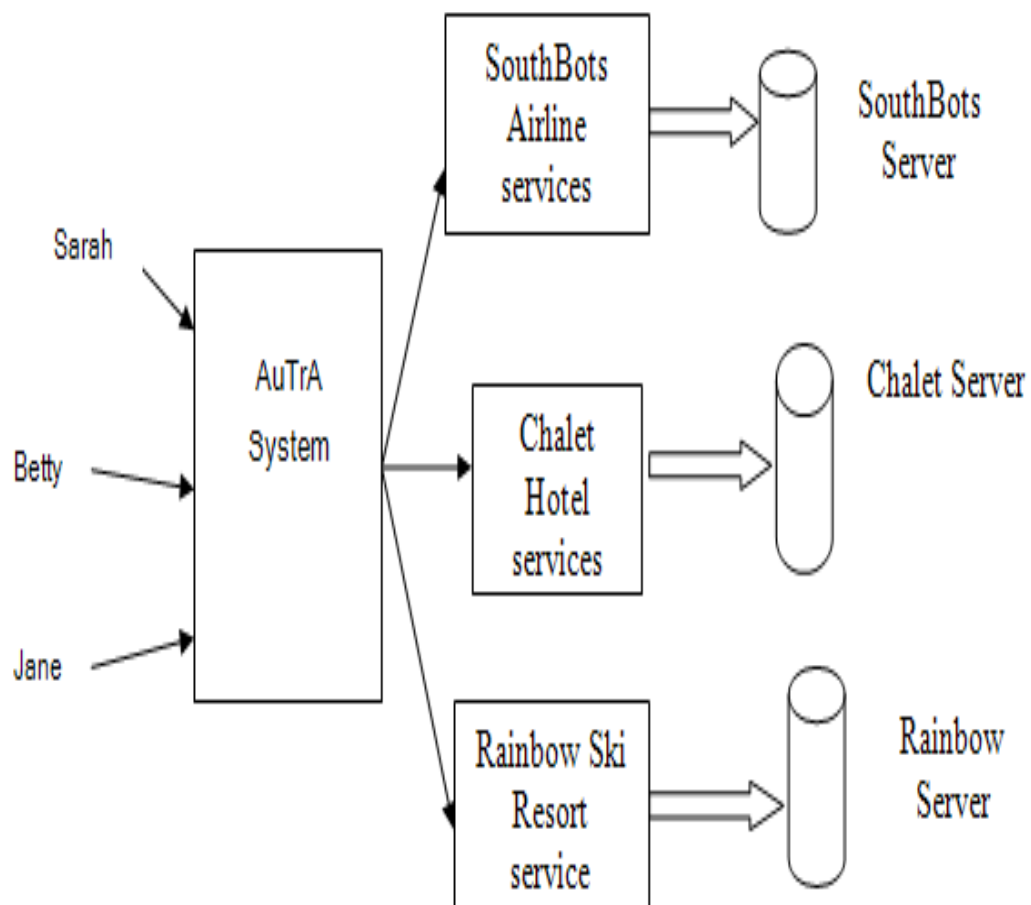 SouthBots
Airline
services
SouthBots
Server
Sarah
AuTrA
System
Betty
Jane
Chalet
Hotel
services
Chalet Server
Rainbow Ski
Resort
service
Rainbow
Server